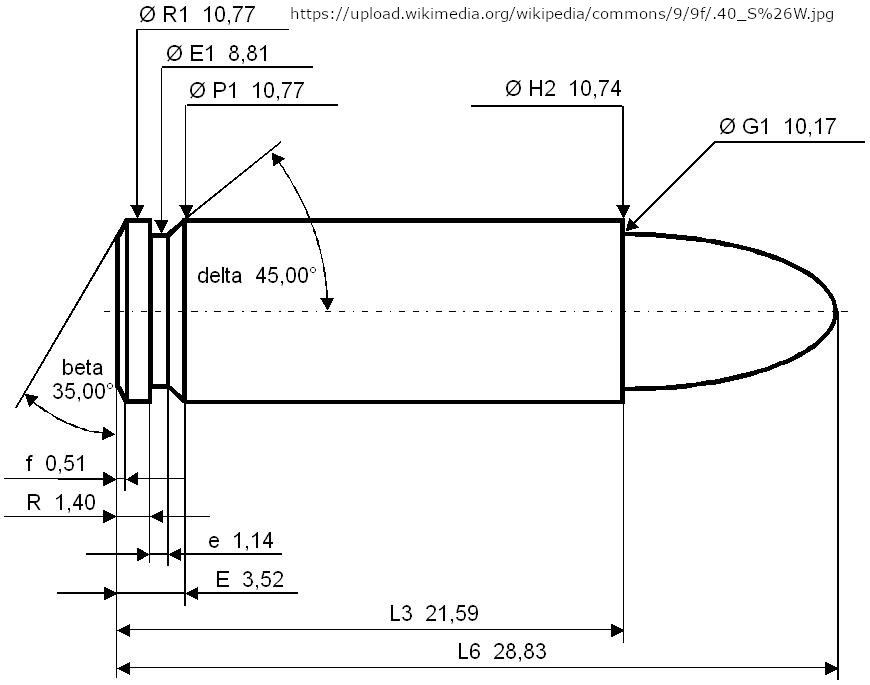 Ø R1 10,77
https://upload.wikimedia.org/wikipedia/commons/9/9f/.40_S%26W.jpg
Ø E1 8,81
Ø P1 10,77
Ø H2 10,74
Ø G1 10,17
delta 45,00°
beta
35,00°
f 0,51
R 1,40
e 1,14
E 3,52
L3 21,59
L6 28,83